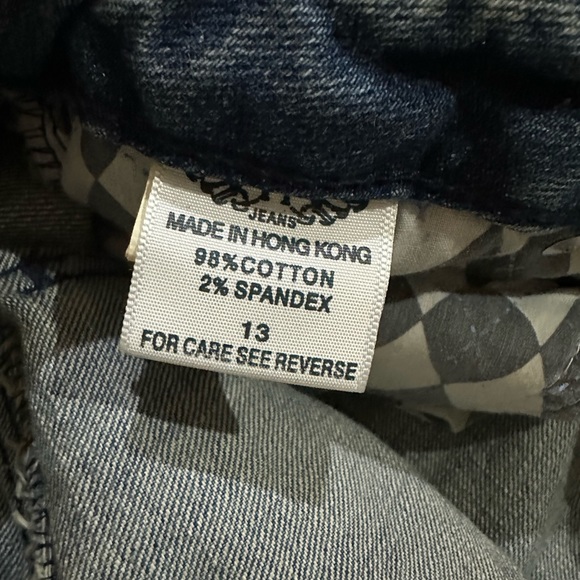 JEANS
MADE IN HONG KONG
98% COTTON
2% SPANDEX
13
FOR CARE SEE REVERSE